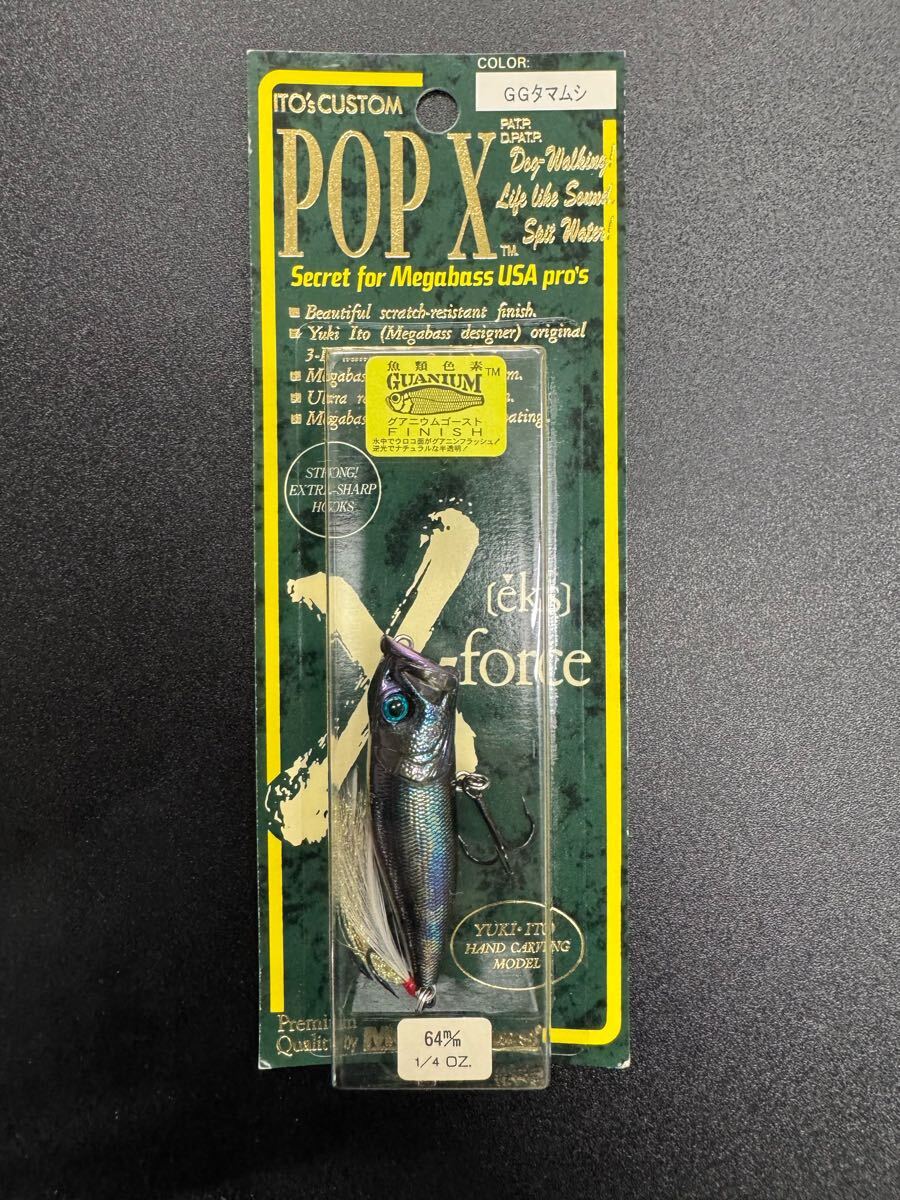 COLOR:
GGタマムシ
ITO's CUSTOM
POP X TM.
PAT.P.
D.PAT.P.
Dog-Walking!
Life like Sound.
Spit Water!
Secret for Megabass USA pro's
Beautiful scratch-resistant finish.
Yuki Ito (Megabass designer) original
魚類色素
GUANIUM TM
グアニウムゴースト
FINISH
水中でウロコ面がグアニンフラッシュ!
逆光でナチュラルな半透明!
STRONG!
EXTRA-SHARP
HOOKS
[ĕks]
-force
YUKI・ITO
HAND CARVING
MODEL
Premium
Quality by
64m/m
1/4 OZ.